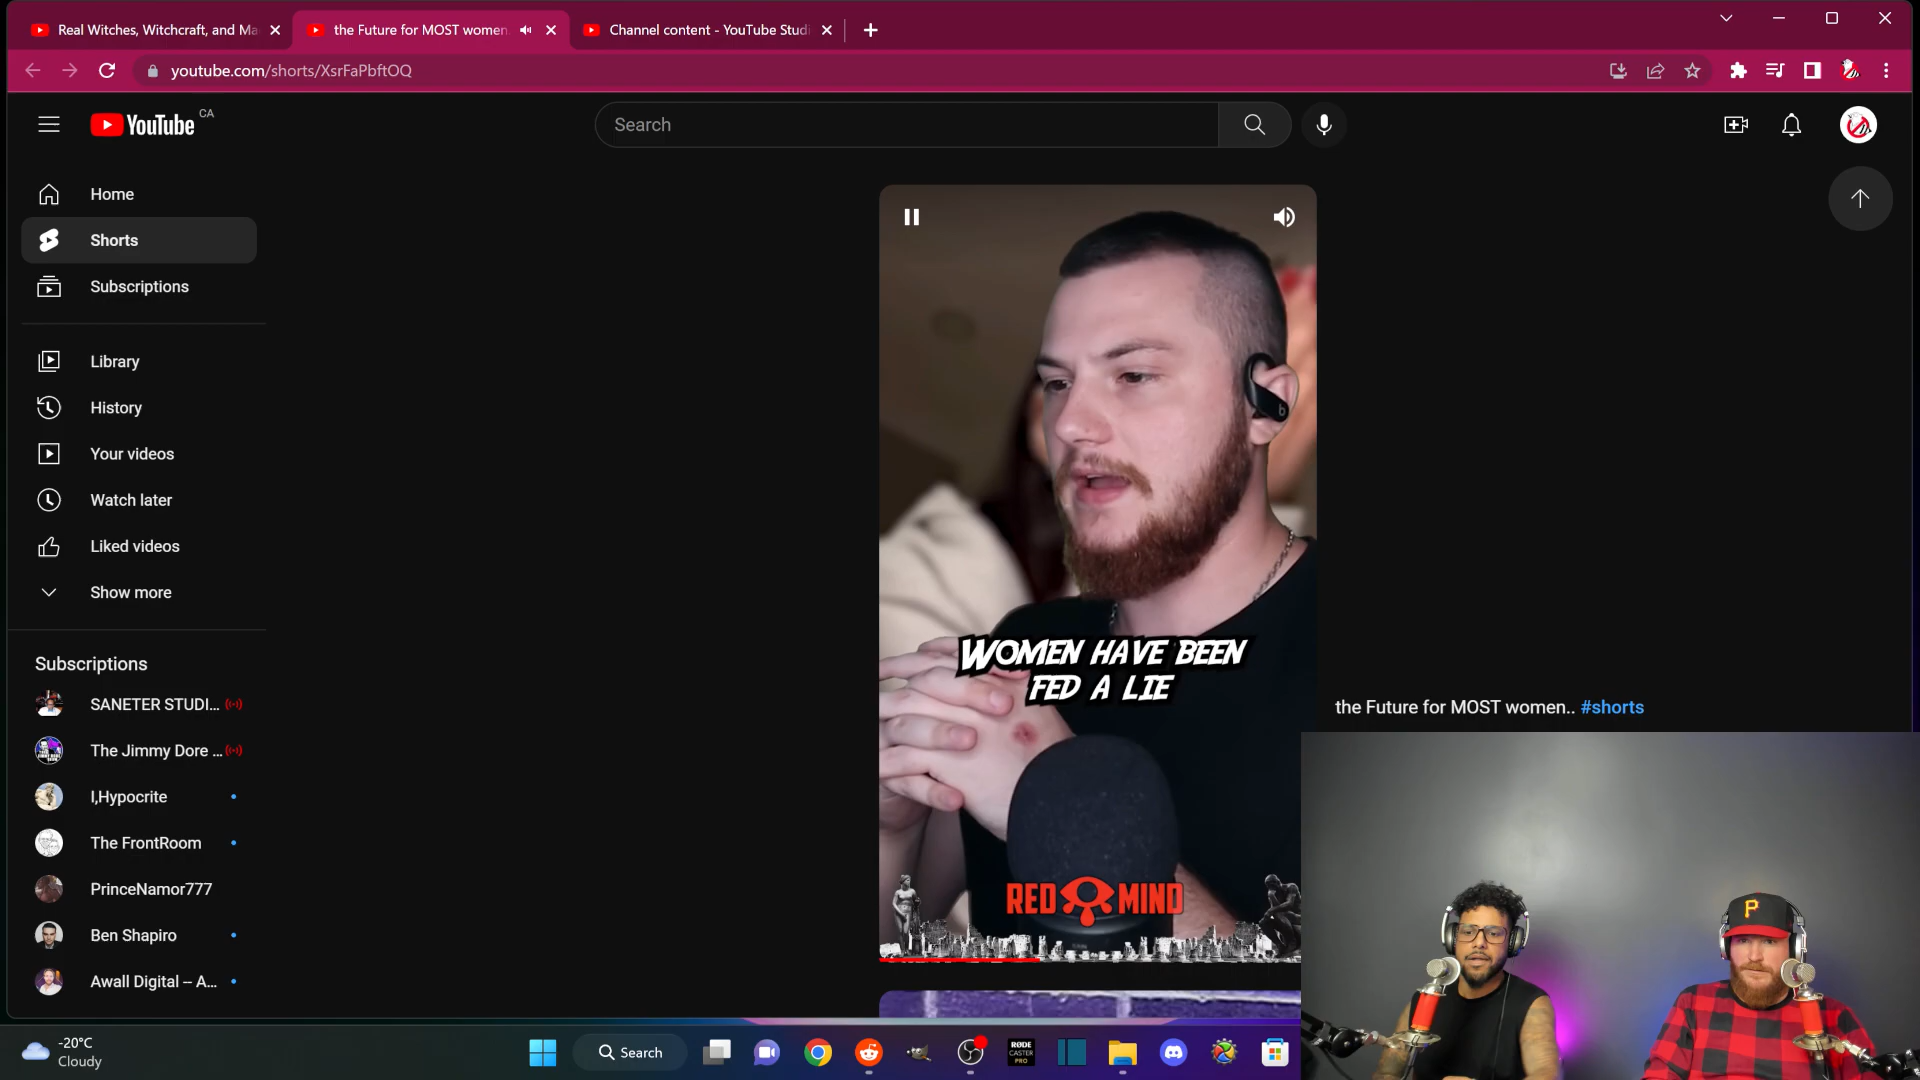 Real Witches, Witchcraft, and Ma
the Future for MOST women.
Channel content - YouTube Studi
youtube.com/shorts/XsrFaPbftOQ
YouTube CA
Search
Home
Shorts
Subscriptions
Library
History
Your videos
Watch later
Liked videos
Show more
Subscriptions
SANETER STUDI...
The Jimmy Dore ...
I,Hypocrite
The FrontRoom
PrinceNamor777
Ben Shapiro
Awall Digital -- A...
WOMEN HAVE BEEN
FED A LIE
RED MIND
the Future for MOST women.. #shorts
P
b
-20°C
Cloudy
Search
RØDE
CASTER
PRO